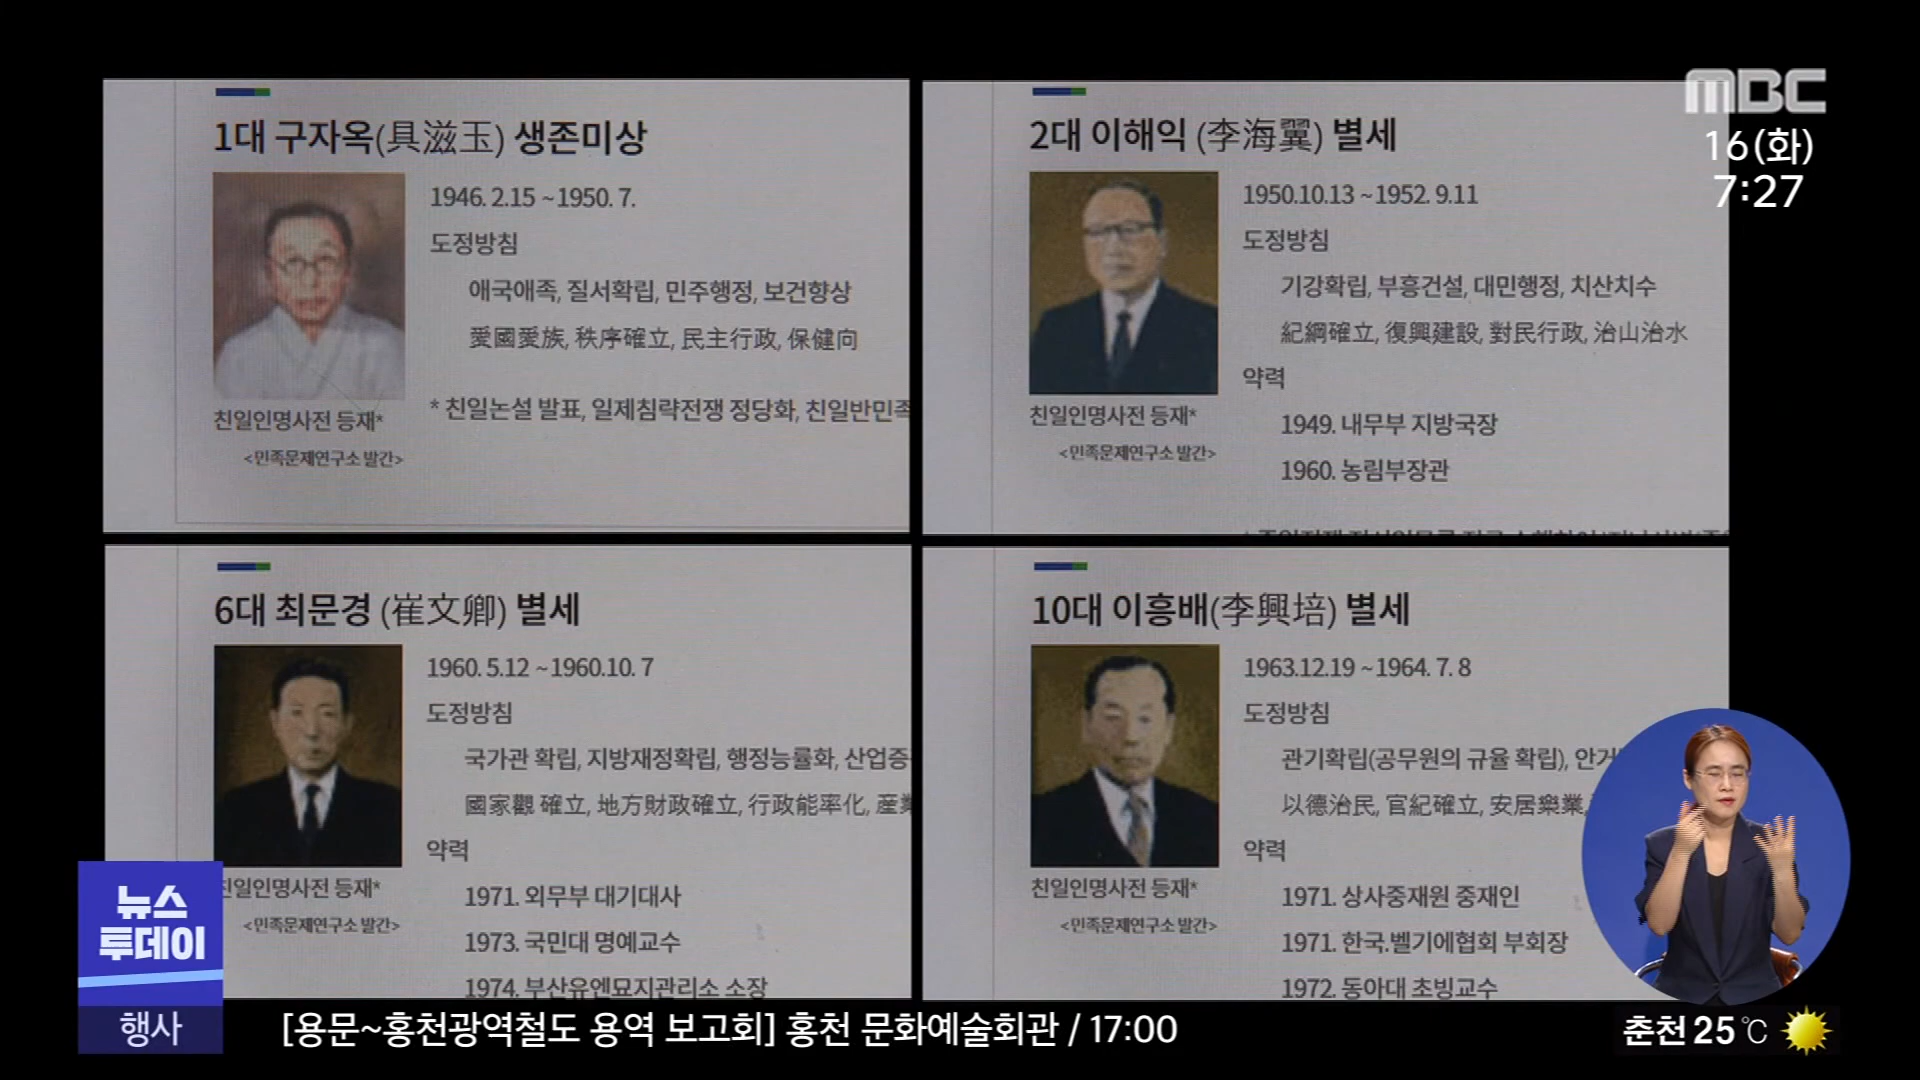 MBC
16(화)
7:27
1대 구자옥(具滋玉) 생존미상
1946. 2.15 ~1950. 7.
도정방침
애국애족, 질서확립, 민주행정, 보건향상
愛國愛族, 秩序確立, 民主行政, 保健向
* 친일논설 발표, 일제침략전쟁 정당화, 친일반민족
친일인명사전 등재*
<민족문제연구소 발간>
2대 이해익 (李海翼) 별세
1950.10.13 ~1952. 9.11
도정방침
기강확립, 부흥건설, 대민행정, 치산치수
紀綱確立, 復興建設, 對民行政, 治山治水
약력
1949. 내무부 지방국장
1960. 농림부장관
친일인명사전 등재*
<민족문제연구소 발간>
6대 최문경 (崔文卿) 별세
1960. 5.12 ~1960.10. 7
도정방침
국가관 확립, 지방재정확립, 행정능률화, 산업증
國家觀 確立, 地方財政確立, 行政能率化, 産業
약력
1971. 외무부 대기대사
1973. 국민대 명예교수
1974. 부산유엔묘지관리소 소장
친일인명사전 등재*
<민족문제연구소 발간>
10대 이흥배(李興培) 별세
1963.12.19 ~1964. 7. 8
도정방침
관기확립(공무원의 규율 확립), 안거
以德治民, 官紀確立, 安居樂業,
약력
1971. 상사중재원 중재인
1971. 한국.벨기에협회 부회장
1972. 동아대 초빙교수
친일인명사전 등재*
<민족문제연구소 발간>
뉴스
투데이
행사
[용문~홍천광역철도 용역 보고회] 홍천 문화예술회관 / 17:00
춘천 25℃